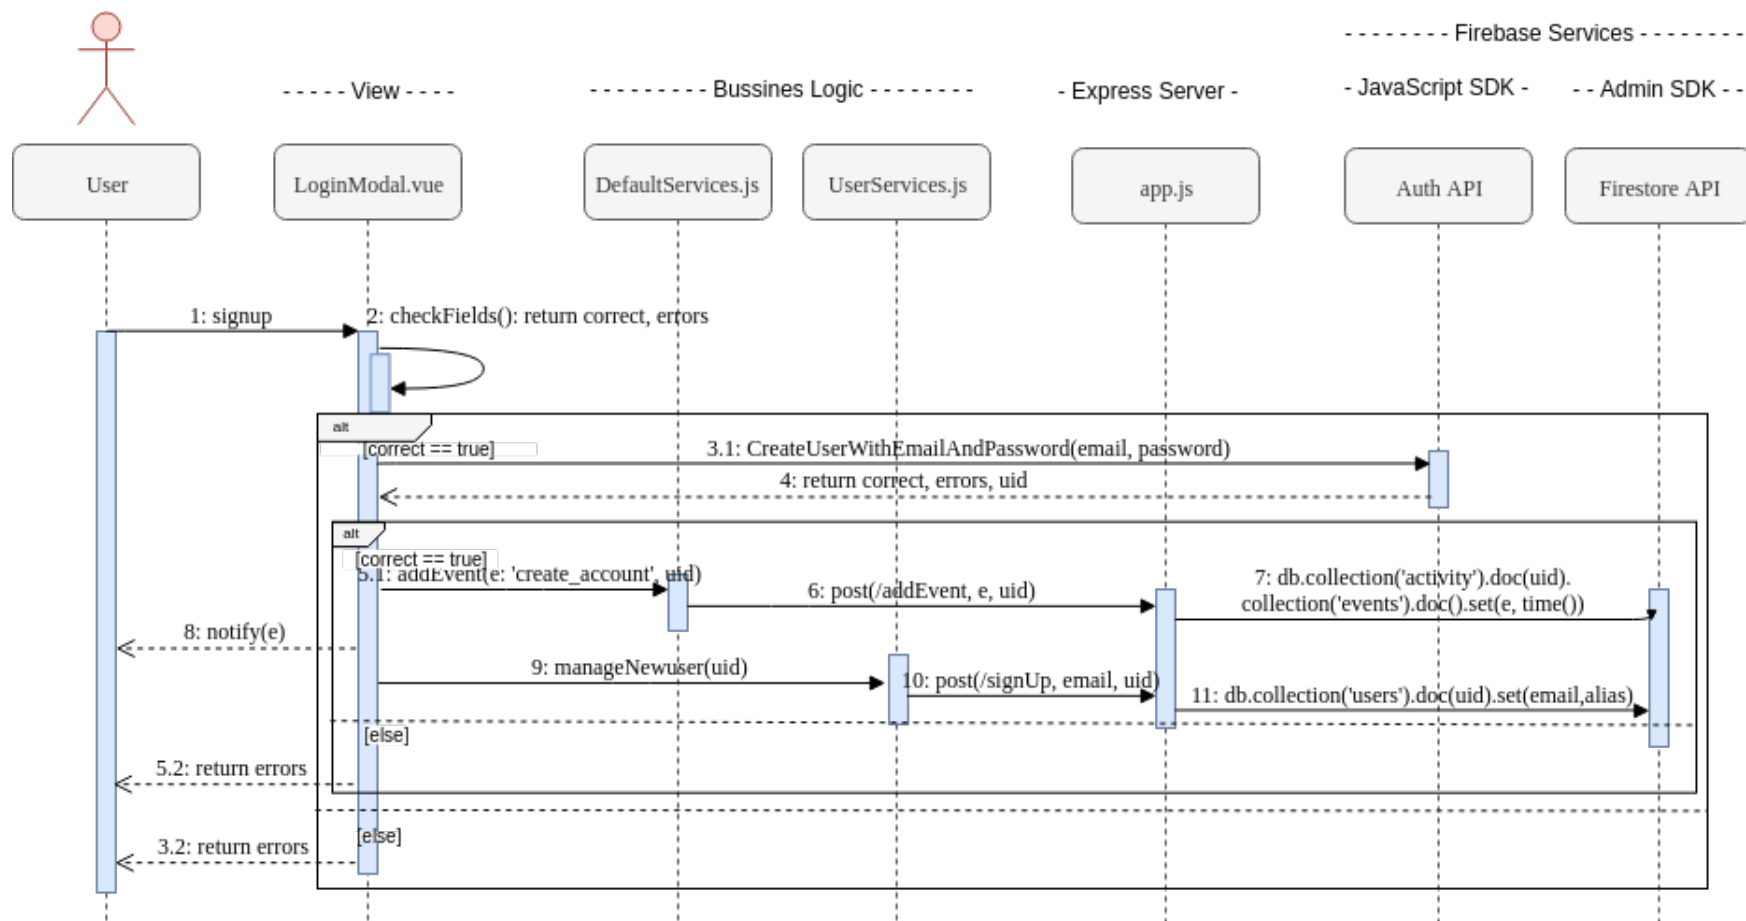 Firebase Services
View
Bussines Logic
Express Server
JavaScript SDK
Admin SDK
User
LoginModal.vue
DefaultServices.js
UserServices.js
app.js
Auth API
Firestore API
1: signup
2: checkFields(): return correct, errors
alt
[correct == true]
3.1: CreateUserWithEmailAndPassword(email, password)
4: return correct, errors, uid
alt
[correct == true]
5.1: addEvent(e: 'create_account', uid)
6: post(/addEvent, e, uid)
7: db.collection('activity').doc(uid).
collection('events').doc().set(e, time())
8: notify(e)
9: manageNewuser(uid)
10: post(/signUp, email, uid)
11: db.collection('users').doc(uid).set(email,alias)
[else]
5.2: return errors
[else]
3.2: return errors